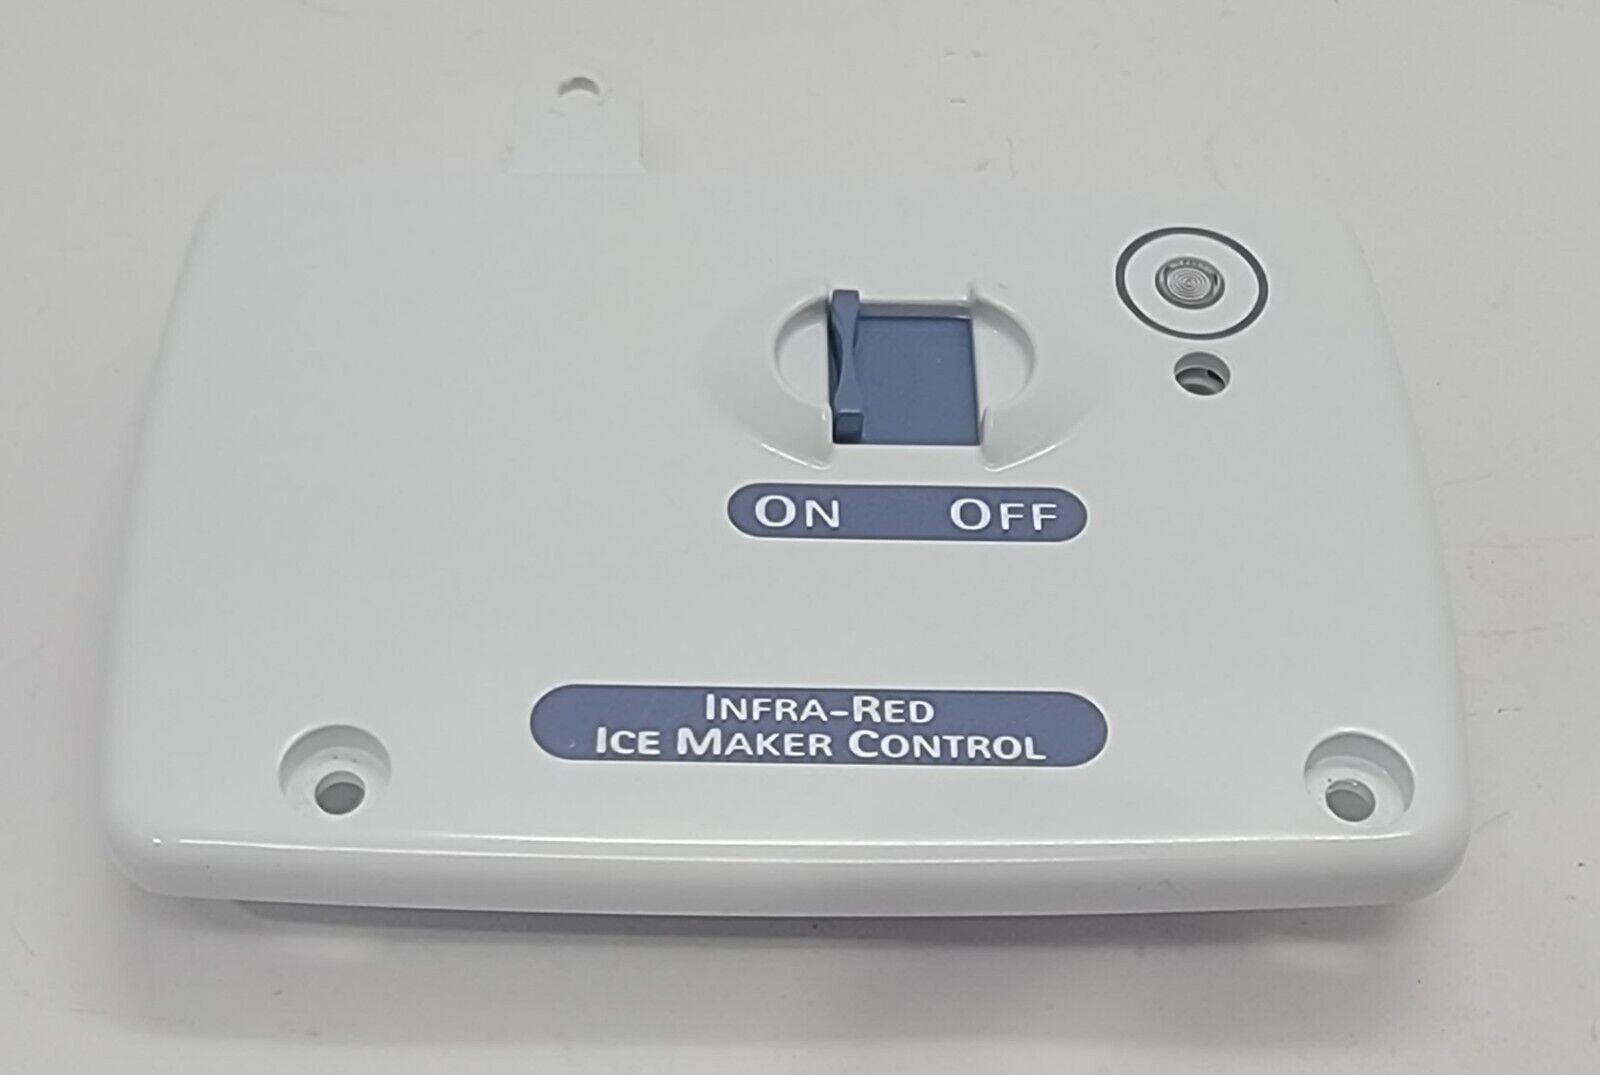 ON OFF
INFRA-RED
ICE MAKER CONTROL